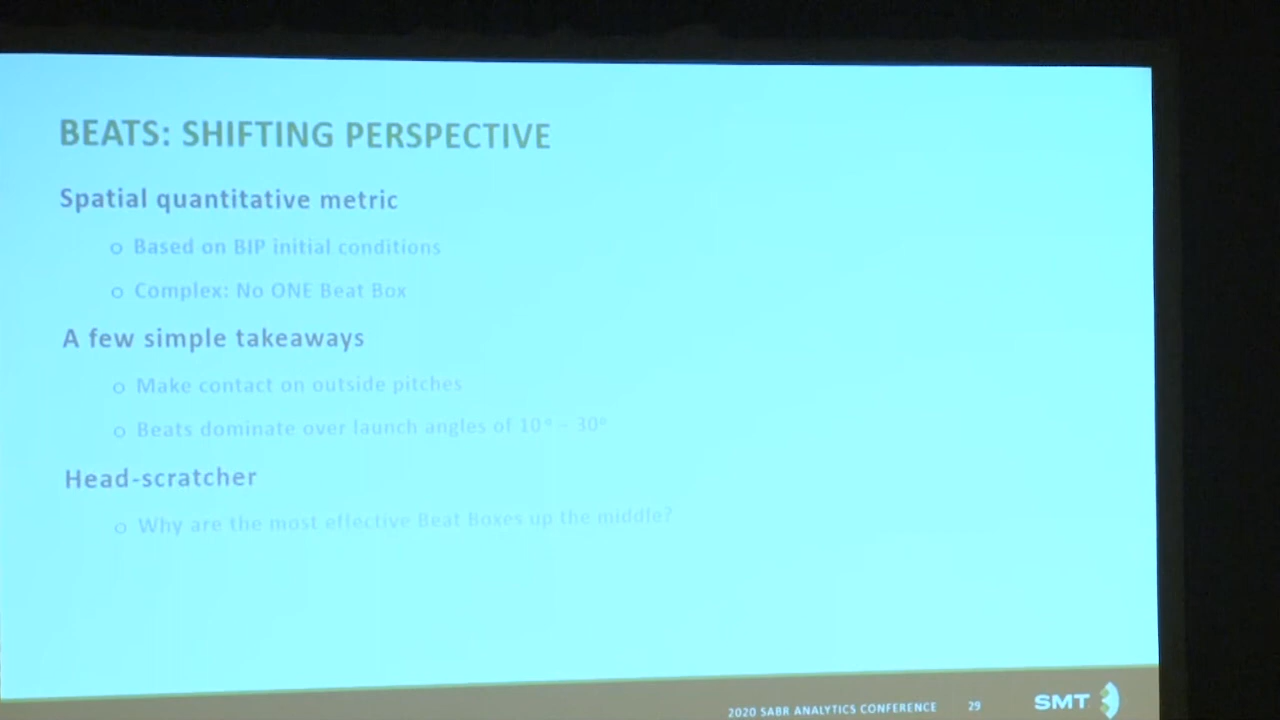 BEATS: SHIFTING PERSPECTIVE
Spatial quantitative metric
o Based on BIP initial conditions
o Complex: No ONE Beat Box
A few simple takeaways
o Make contact on outside pitches
o Beats dominate over launch angles of 10° – 30°
Head-scratcher
o Why are the most effective Beat Boxes up the middle?
2020 SABR ANALYTICS CONFERENCE 29 SMT